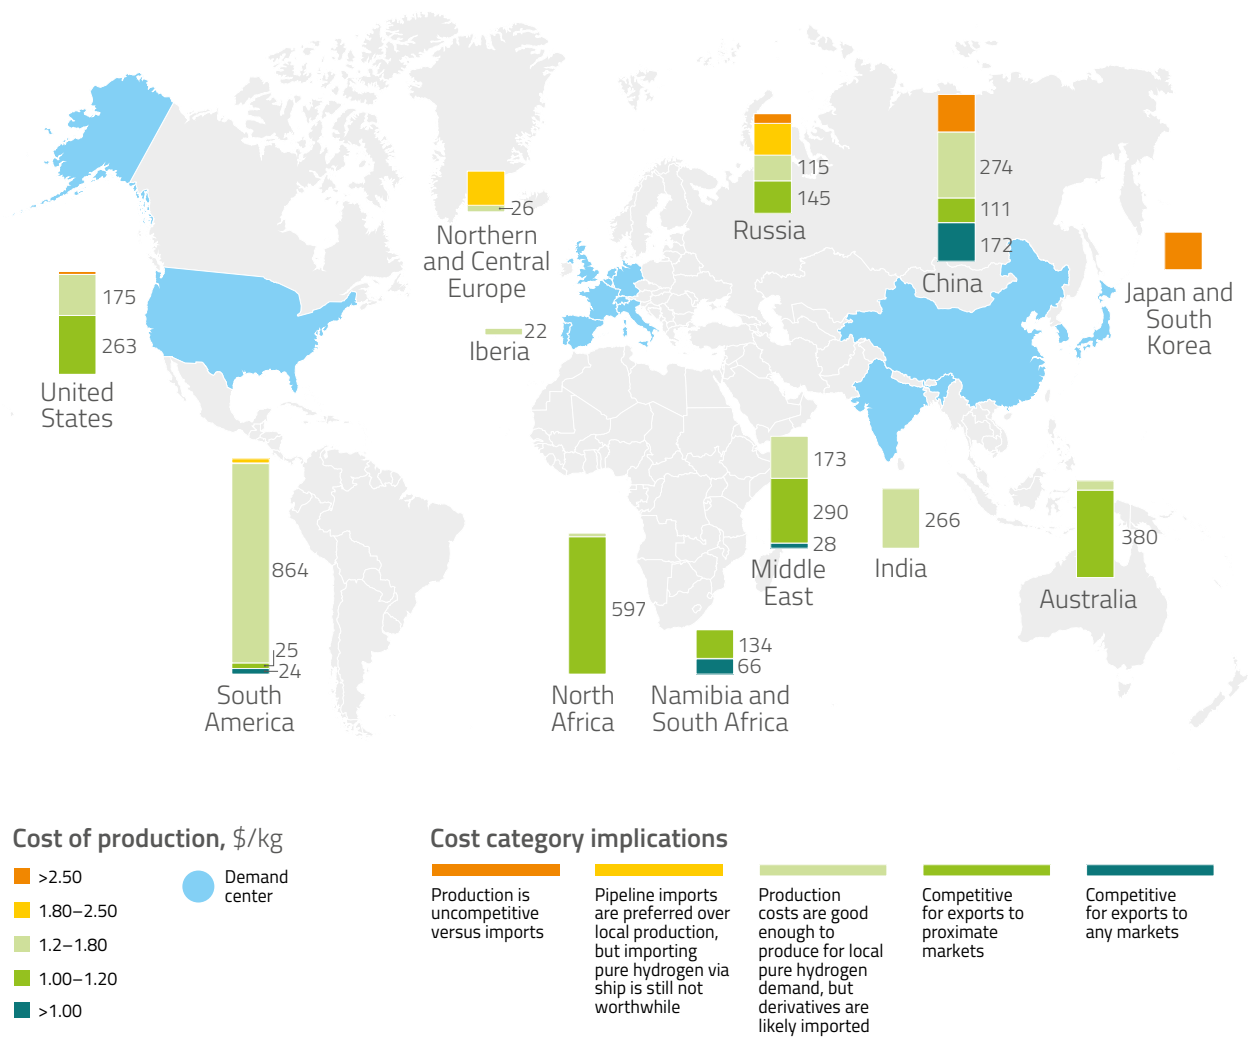 115
145
Russia
274
111
172
China
26
Northern
and Central
Europe
Japan and
South
Korea
175
263
United
States
22
Iberia
173
290
28
Middle
East
266
India
380
Australia
864
25
24
South
America
597
North
Africa
134
66
Namibia and
South Africa
Cost of production, $/kg
>2.50
1.80–2.50
1.2–1.80
1.00–1.20
>1.00
Demand
center
Cost category implications
Production is
uncompetitive
versus imports
Pipeline imports
are preferred over
local production,
but importing
pure hydrogen via
ship is still not
worthwhile
Production
costs are good
enough to
produce for local
pure hydrogen
demand, but
derivatives are
likely imported
Competitive
for exports to
proximate
markets
Competitive
for exports to
any markets